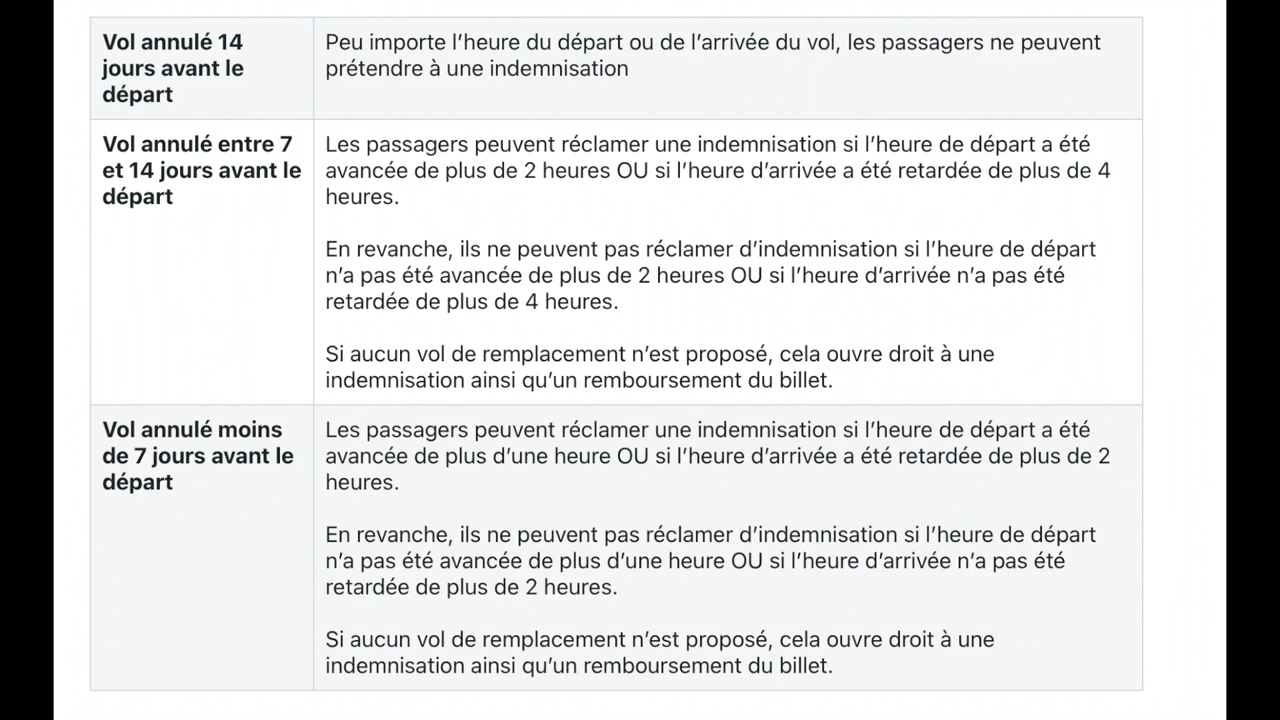 Vol annulé 14
jours avant le
départ
Peu importe l’heure du départ ou de l’arrivée du vol, les passagers ne peuvent
prétendre à une indemnisation
Vol annulé entre 7
et 14 jours avant le
départ
Les passagers peuvent réclamer une indemnisation si l’heure de départ a été
avancée de plus de 2 heures OU si l’heure d’arrivée a été retardée de plus de 4
heures.
En revanche, ils ne peuvent pas réclamer d’indemnisation si l’heure de départ
n’a pas été avancée de plus de 2 heures OU si l’heure d’arrivée n’a pas été
retardée de plus de 4 heures.
Si aucun vol de remplacement n’est proposé, cela ouvre droit à une
indemnisation ainsi qu’un remboursement du billet.
Vol annulé moins
de 7 jours avant le
départ
Les passagers peuvent réclamer une indemnisation si l’heure de départ a été
avancée de plus d’une heure OU si l’heure d’arrivée a été retardée de plus de 2
heures.
En revanche, ils ne peuvent pas réclamer d’indemnisation si l’heure de départ
n’a pas été avancée de plus d’une heure OU si l’heure d’arrivée n’a pas été
retardée de plus de 2 heures.
Si aucun vol de remplacement n’est proposé, cela ouvre droit à une
indemnisation ainsi qu’un remboursement du billet.